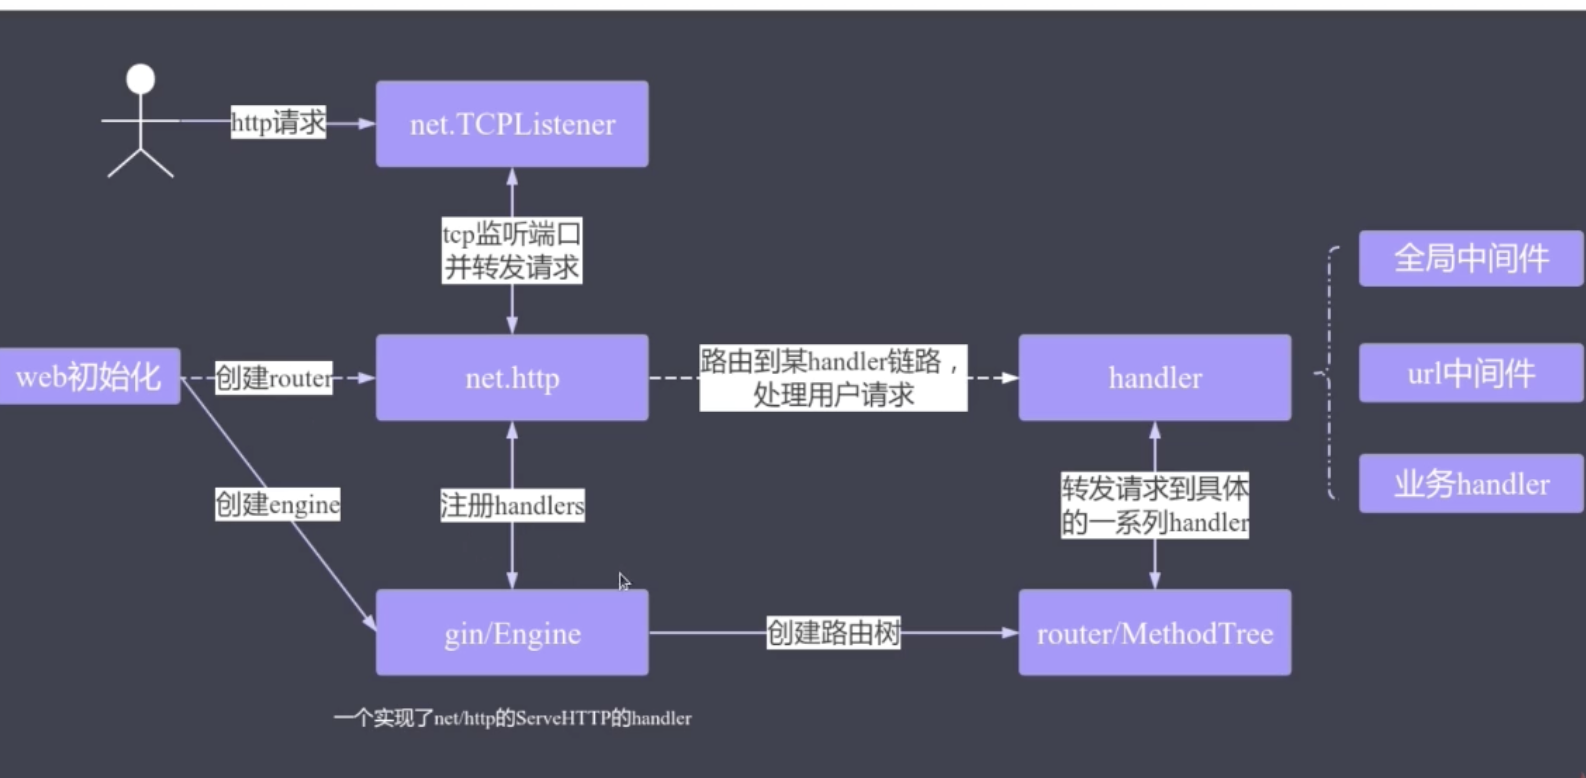 http请求
net.TCPListener
tcp监听端口
并转发请求
全局中间件
web初始化
创建router
net.http
路由到某handler链路，
处理用户请求
handler
url中间件
创建engine
注册handlers
转发请求到具体
的一系列handler
业务handler
gin/Engine
创建路由树
router/MethodTree
一个实现了net/http的ServeHTTP的handler